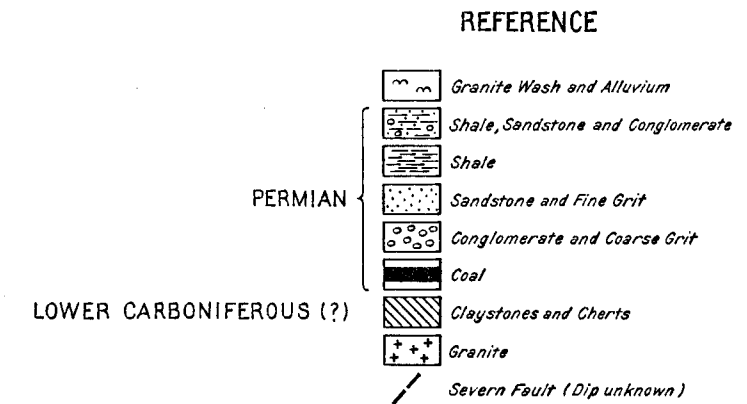 REFERENCE
Granite Wash and Alluvium
Shale, Sandstone and Conglomerate
Shale
PERMIAN
Sandstone and Fine Grit
Conglomerate and Coarse Grit
Coal
LOWER CARBONIFEROUS (?)
Claystones and Cherts
Granite
Severn Fault (Dip unknown)